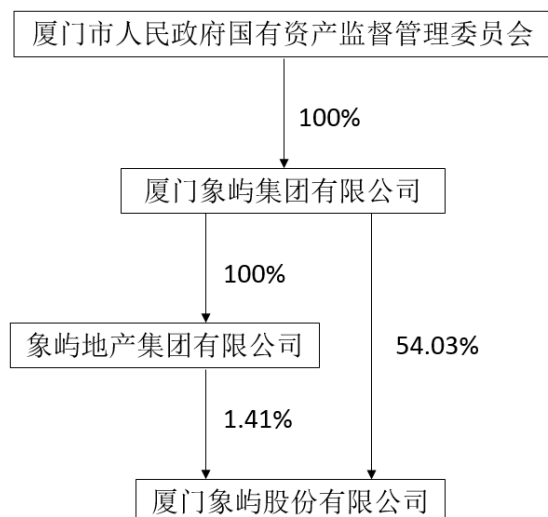 厦门市人民政府国有资产监督管理委员会
100%
厦门象屿集团有限公司
100%
象屿地产集团有限公司
54.03%
1.41%
厦门象屿股份有限公司